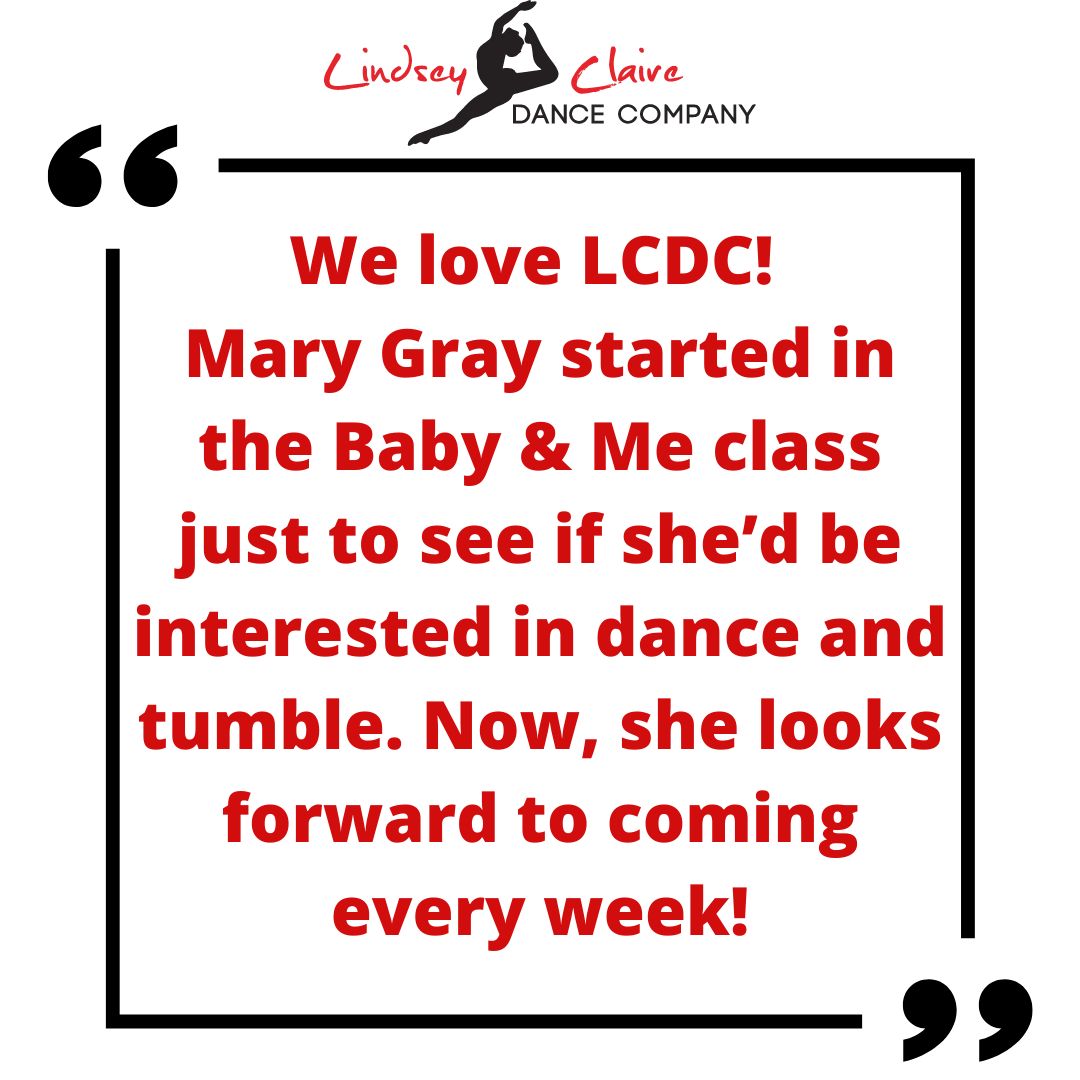 Lindsey Claire
DANCE COMPANY
“
We love LCDC!
Mary Gray started in
the Baby & Me class
just to see if she’d be
interested in dance and
tumble. Now, she looks
forward to coming
every week!
”